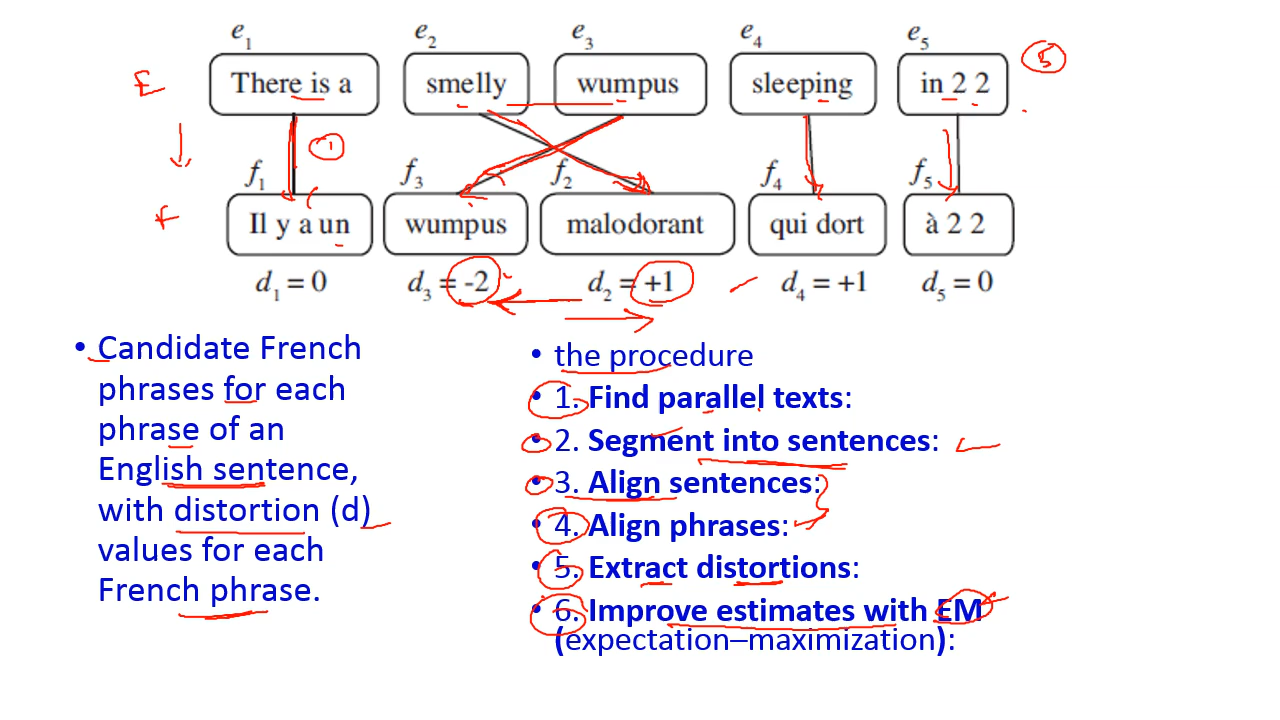 e1 e2 e3 e4 e5
There is a smelly wumpus sleeping in 2 2
5
E
1
f1 f3 f2 f4 f5
F
Il y a un wumpus malodorant qui dort à 2 2
d1 = 0 d3 = -2 d2 = +1 d4 = +1 d5 = 0
• Candidate French
phrases for each
phrase of an
English sentence,
with distortion (d)
values for each
French phrase.
• the procedure
• 1. Find parallel texts:
• 2. Segment into sentences:
• 3. Align sentences:
• 4. Align phrases:
• 5. Extract distortions:
• 6. Improve estimates with EM
(expectation–maximization):